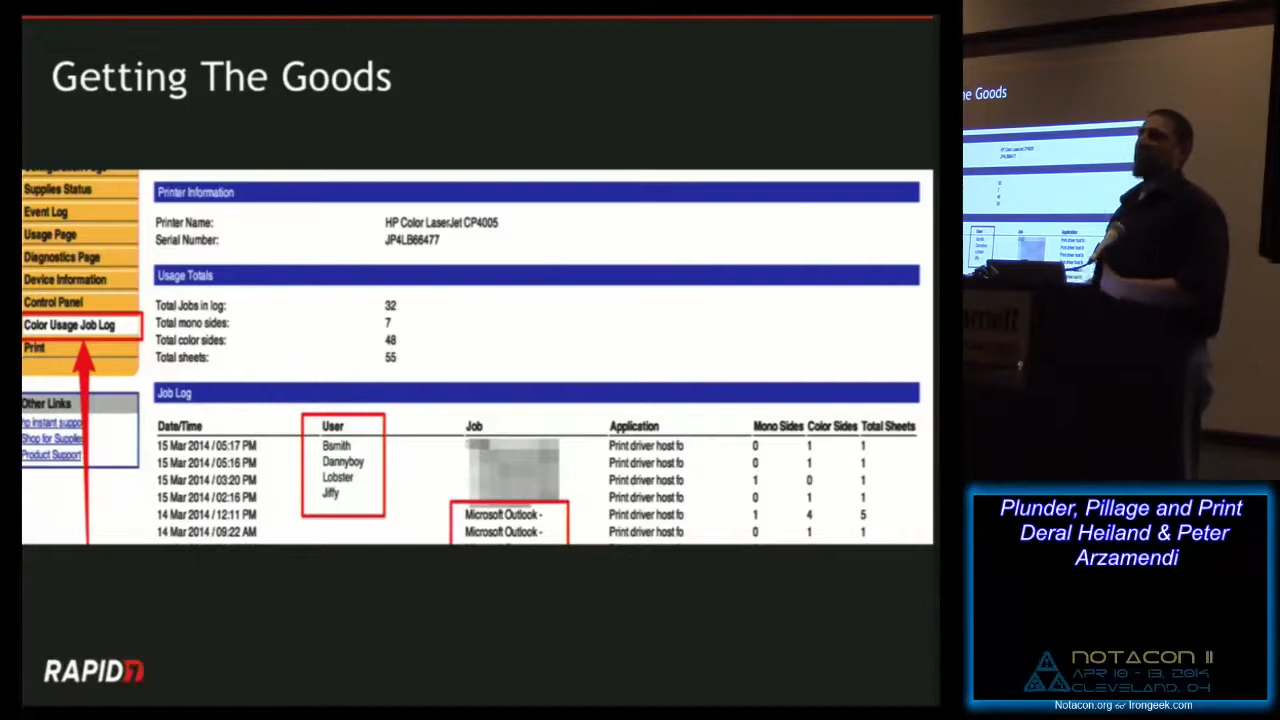 Getting The Goods
Supplies Status
Event Log
Usage Page
Diagnostics Page
Device Information
Control Panel
Color Usage Job Log
Print
Other Links
Shop for Supplies
Product Support
Printer Information
Printer Name: HP Color LaserJet CP4005
Serial Number: JP4LB66477
Usage Totals
Total Jobs in log: 32
Total mono sides: 7
Total color sides: 48
Total sheets: 55
Job Log
Date/Time User Job Application Mono Sides Color Sides Total Sheets
15 Mar 2014 / 05:17 PM Bsmith Print driver host fo 0 1 1
15 Mar 2014 / 05:16 PM Dannyboy Print driver host fo 0 1 1
15 Mar 2014 / 03:20 PM Lobster Print driver host fo 1 0 1
15 Mar 2014 / 02:16 PM Jiffy Print driver host fo 0 1 1
14 Mar 2014 / 12:11 PM Microsoft Outlook - Print driver host fo 1 4 5
14 Mar 2014 / 09:22 AM Microsoft Outlook - Print driver host fo 0 1 1
RAPID7
he Goods
Plunder, Pillage and Print
Deral Heiland & Peter
Arzamendi
NOTACON 11
APR 10 - 13, 2014
CLEVELAND, OH
Notacon.org & Irongeek.com